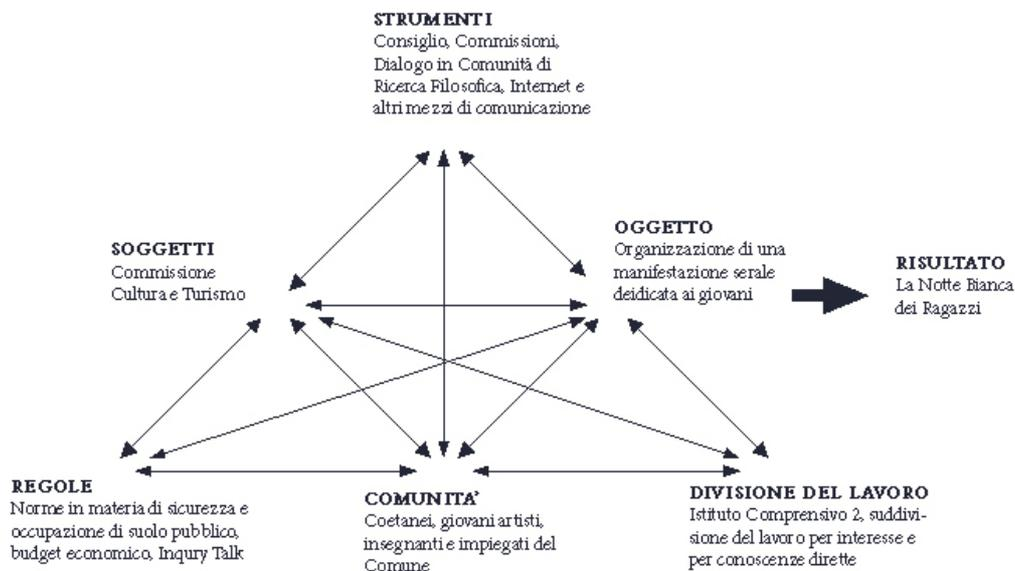 STRUMENTI
Consiglio, Commissioni,
Dialogo in Comunità di
Ricerca Filosofica, Internet e
altri mezzi di comunicazione
SOGGETTI
Commissione
Cultura e Turismo
OGGETTO
Organizzazione di una
manifestazione serale
deidicata ai giovani
RISULTATO
La Notte Bianca
dei Ragazzi
REGOLE
Norme in materia di sicurezza e
occupazione di suolo pubblico,
budget economico, Inqury Talk
COMUNITA'
Coetanei, giovani artisti,
insegnanti e impiegati del
Comune
DIVISIONE DEL LAVORO
Istituto Comprensivo 2, suddivi-
sione del lavoro per interesse e
per conoscenze dirette